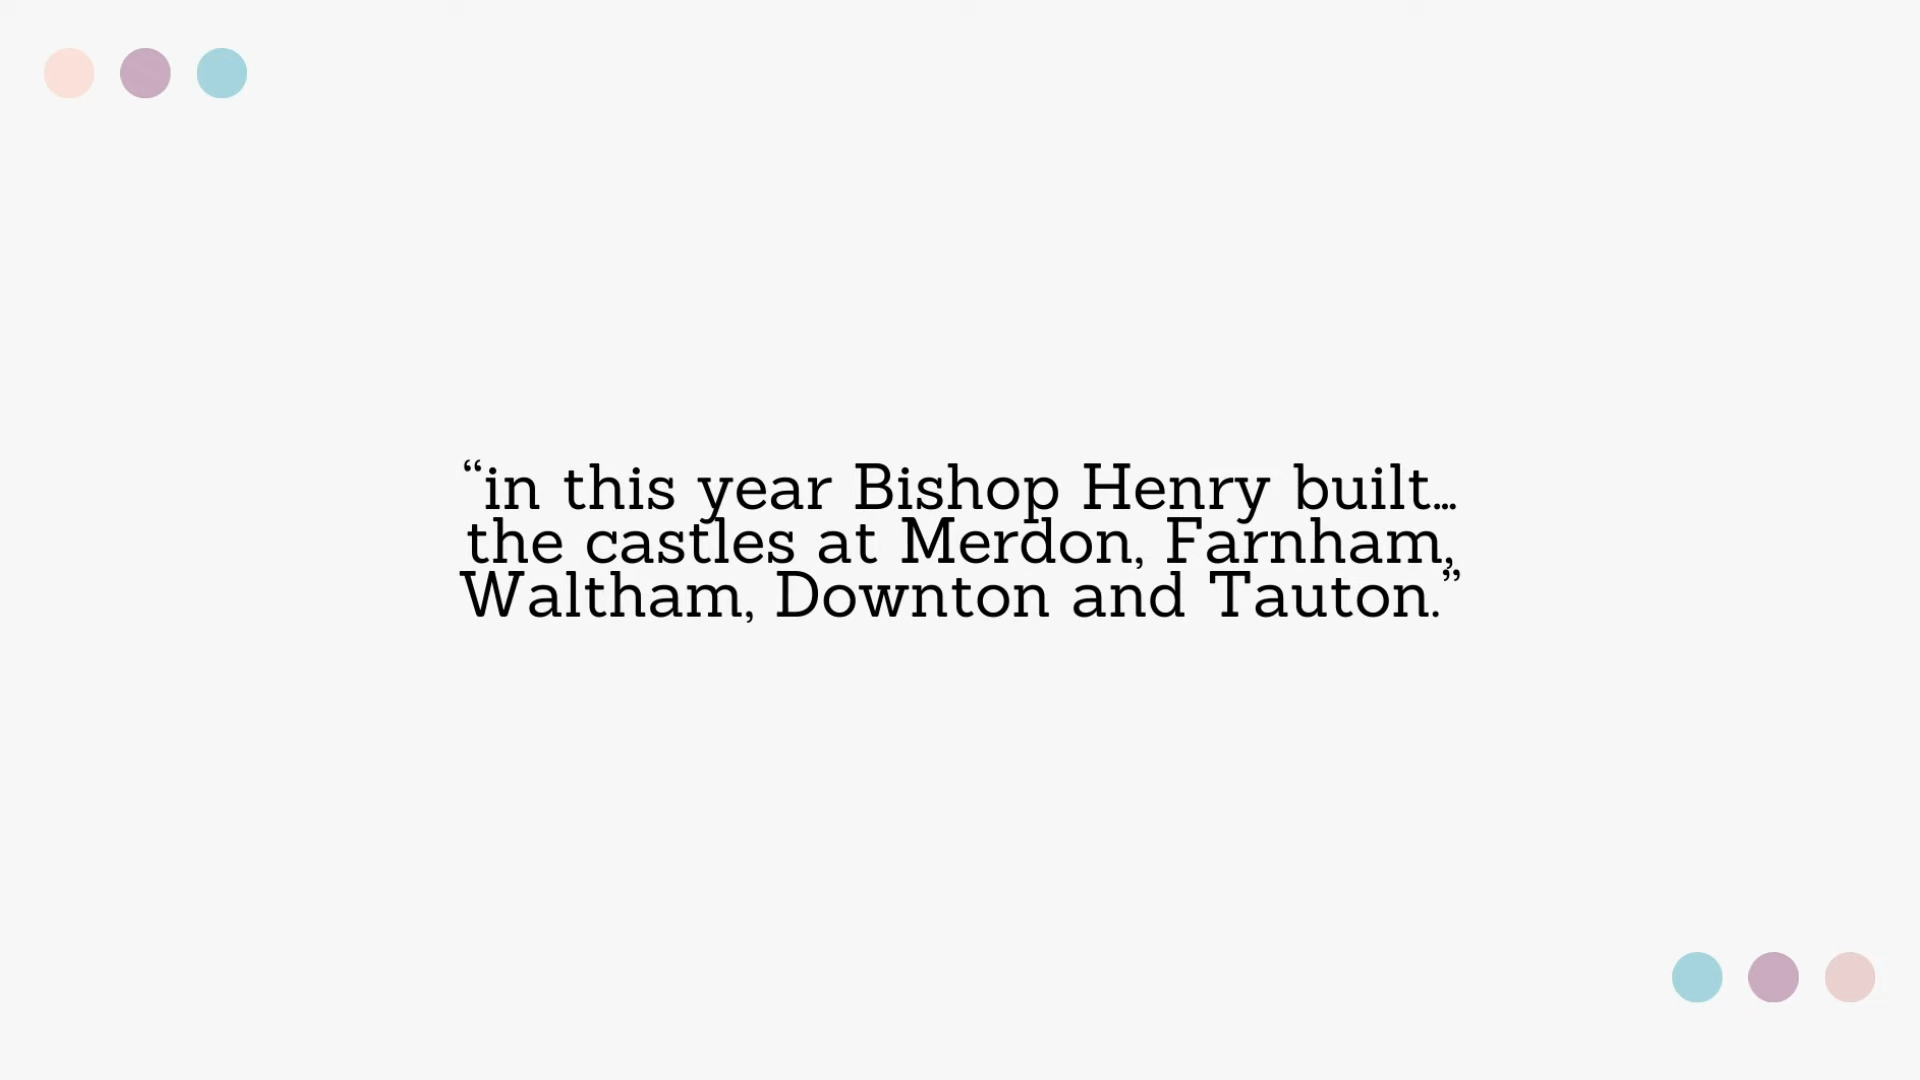 “in this year Bishop Henry built...
the castles at Merdon, Farnham,
Waltham, Downton and Tauton.”